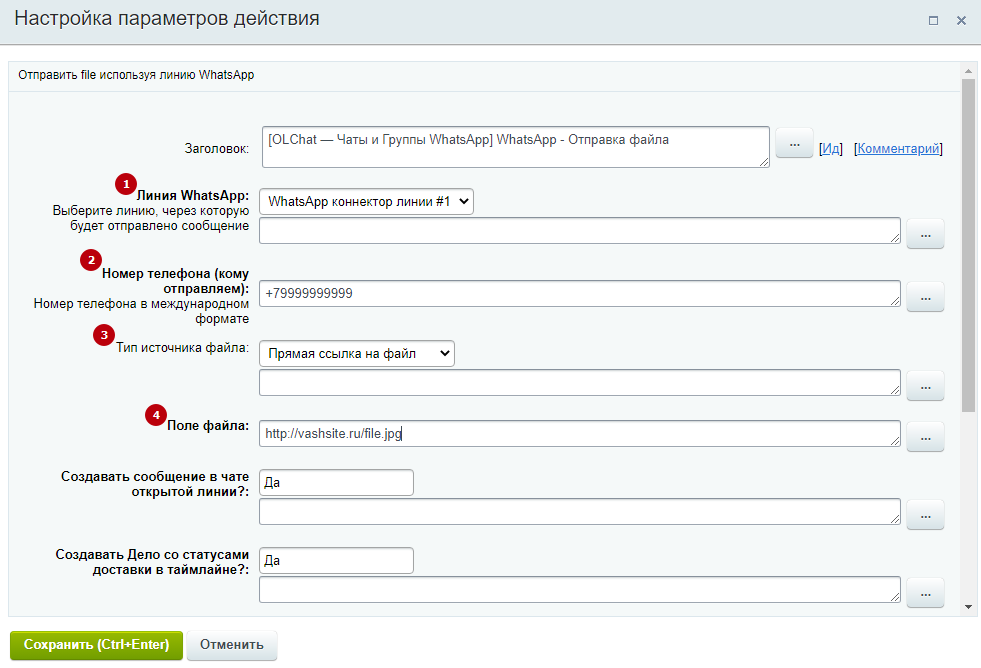 Настройка параметров действия
Отправить file используя линию WhatsApp
Заголовок:
[OLChat — Чаты и Группы WhatsApp] WhatsApp - Отправка файла
...
[Ид] [Комментарий]
1
Линия WhatsApp:
Выберите линию, через которую
будет отправлено сообщение
WhatsApp коннектор линии #1
...
2
Номер телефона (кому
отправляем):
Номер телефона в международном
формате
+79999999999
...
3
Тип источника файла:
Прямая ссылка на файл
...
4
Поле файла:
http://vashsite.ru/file.jpg
...
Создавать сообщение в чате
открытой линии?:
Да
...
Создавать Дело со статусами
доставки в таймлайне?:
Да
...
Сохранить (Ctrl+Enter)
Отменить